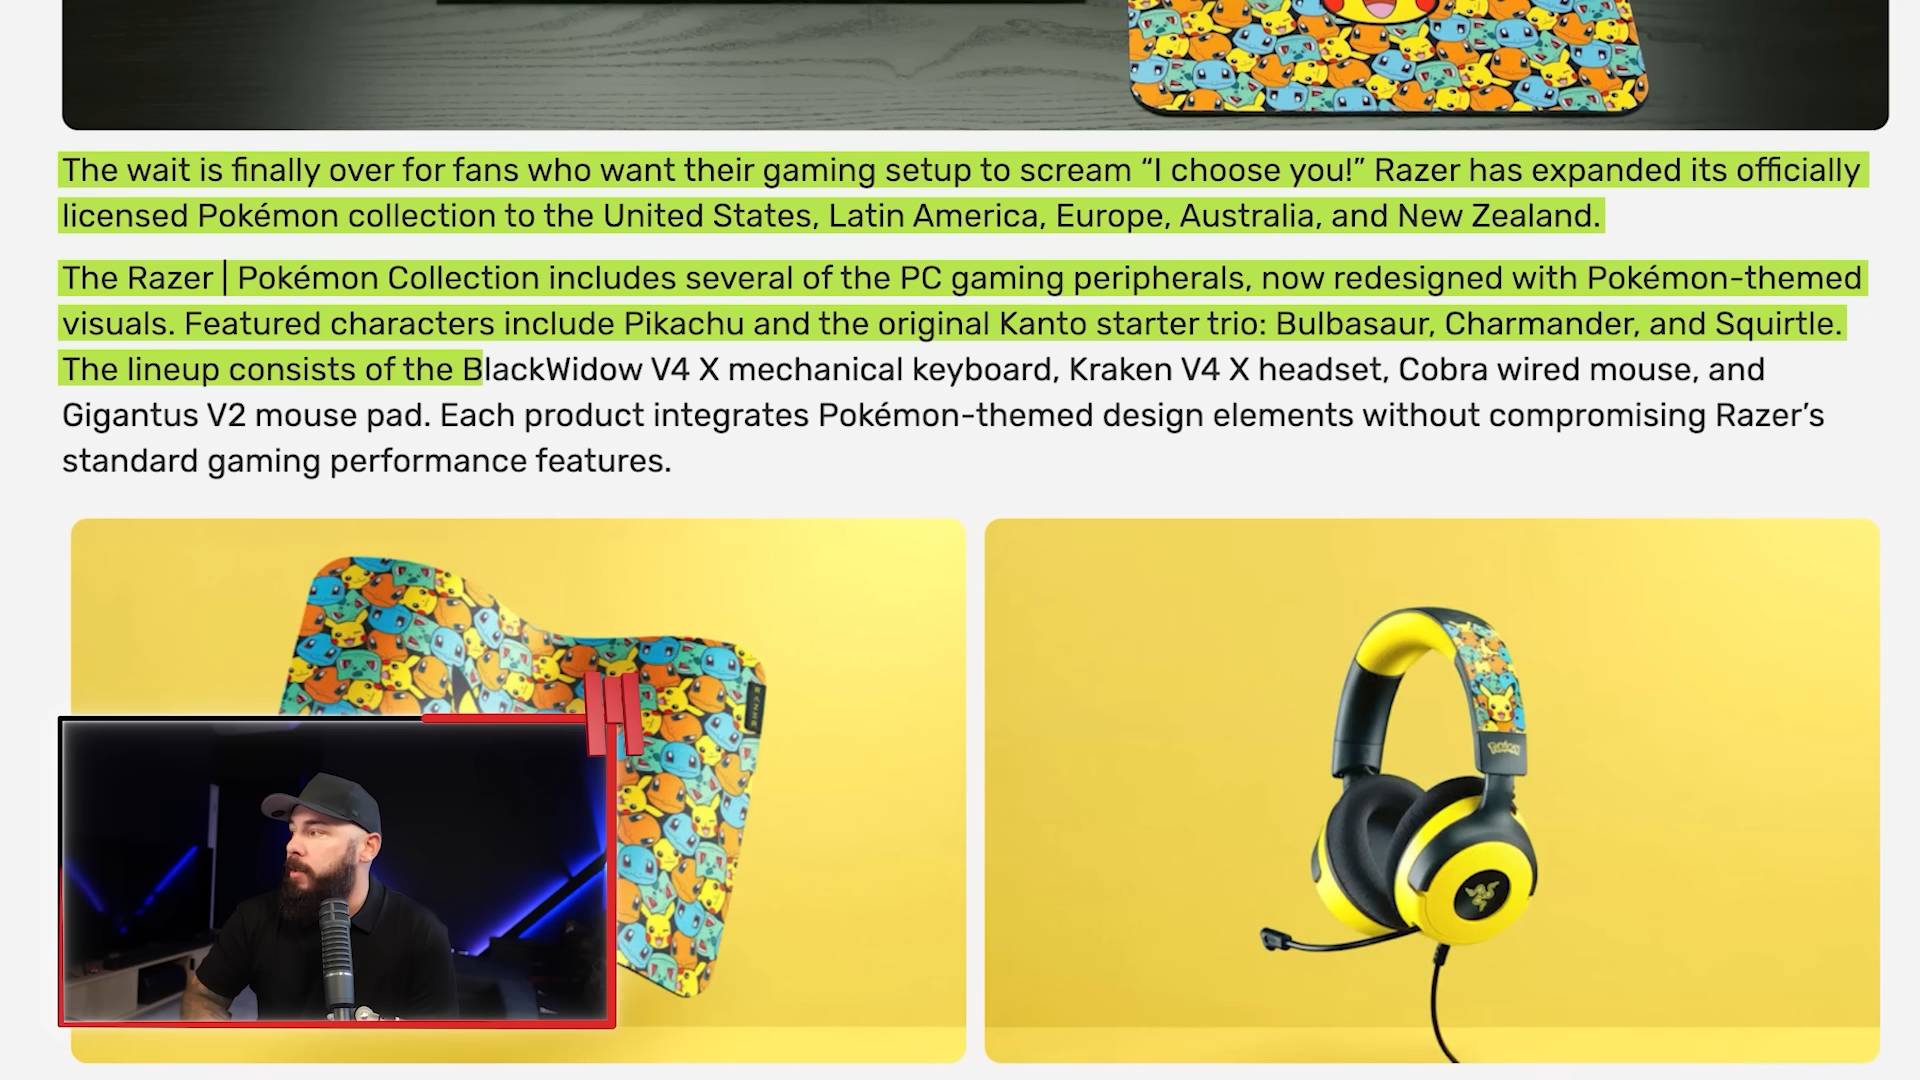 The wait is finally over for fans who want their gaming setup to scream “I choose you!” Razer has expanded its officially
licensed Pokémon collection to the United States, Latin America, Europe, Australia, and New Zealand.
The Razer | Pokémon Collection includes several of the PC gaming peripherals, now redesigned with Pokémon-themed
visuals. Featured characters include Pikachu and the original Kanto starter trio: Bulbasaur, Charmander, and Squirtle.
The lineup consists of the BlackWidow V4 X mechanical keyboard, Kraken V4 X headset, Cobra wired mouse, and
Gigantus V2 mouse pad. Each product integrates Pokémon-themed design elements without compromising Razer’s
standard gaming performance features.
RAZER
Pokémon